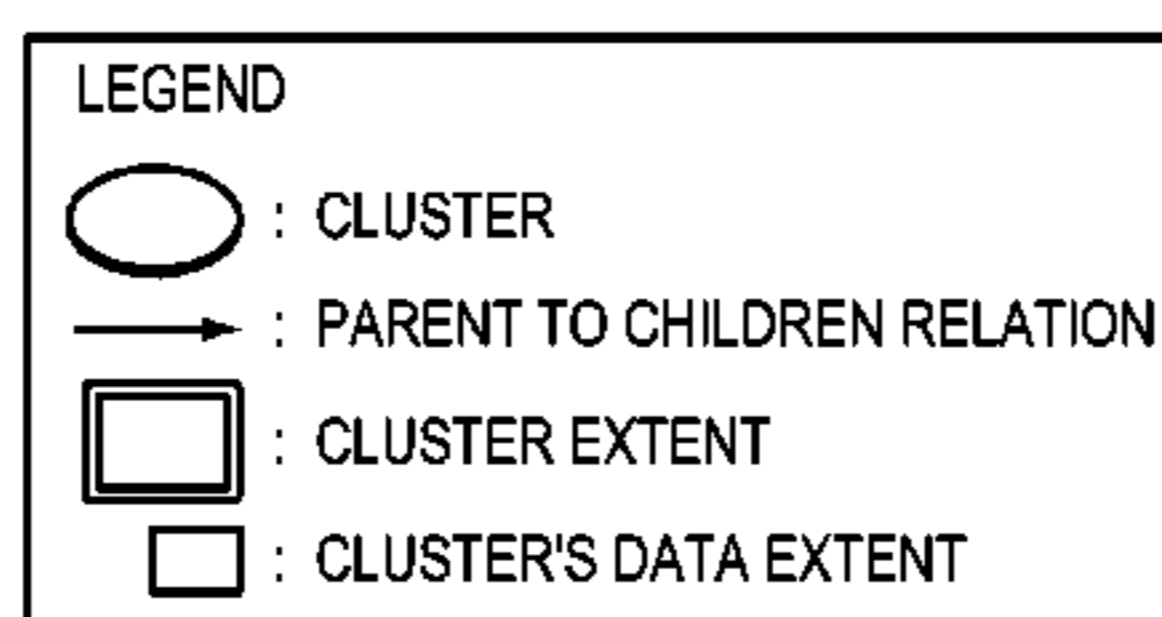 LEGEND
: CLUSTER
: PARENT TO CHILDREN RELATION
: CLUSTER EXTENT
: CLUSTER'S DATA EXTENT